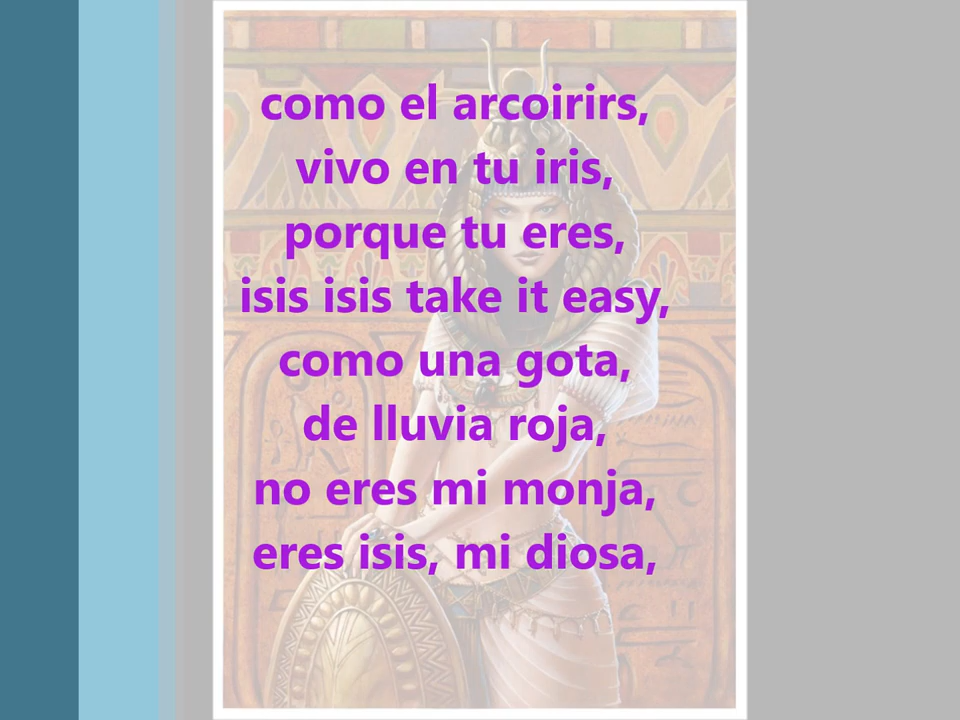 como el arcoirirs,
vivo en tu iris,
porque tu eres,
isis isis take it easy,
como una gota,
de lluvia roja,
no eres mi monja,
eres isis, mi diosa,